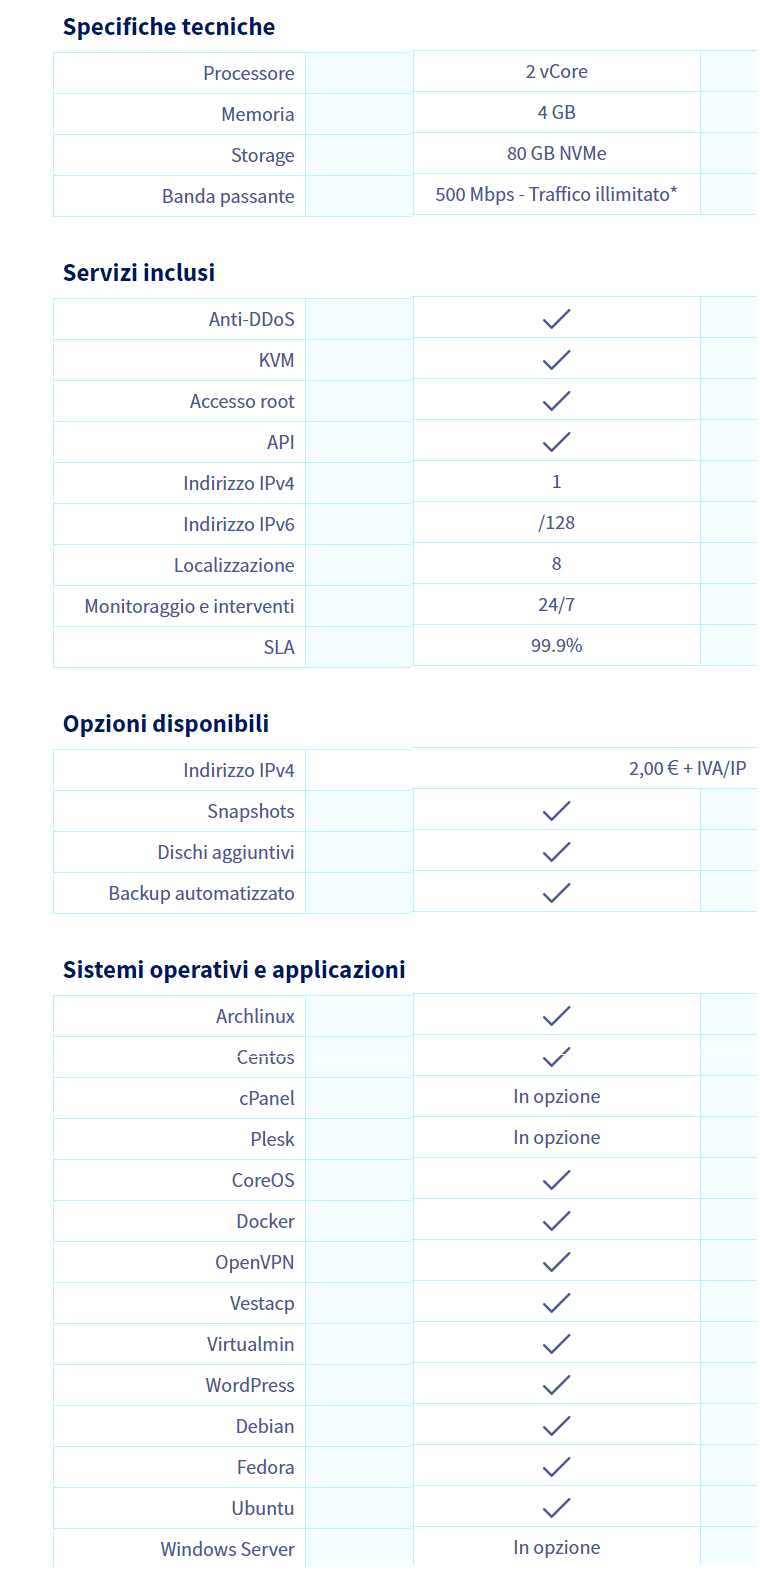 Specifiche tecniche
Processore 2 vCore
Memoria 4 GB
Storage 80 GB NVMe
Banda passante 500 Mbps - Traffico illimitato*
Servizi inclusi
Anti-DDoS
KVM
Accesso root
API
Indirizzo IPv4 1
Indirizzo IPv6 /128
Localizzazione 8
Monitoraggio e interventi 24/7
SLA 99.9%
Opzioni disponibili
Indirizzo IPv4 2,00 € + IVA/IP
Snapshots
Dischi aggiuntivi
Backup automatizzato
Sistemi operativi e applicazioni
Archlinux
Centos
cPanel In opzione
Plesk In opzione
CoreOS
Docker
OpenVPN
Vestacp
Virtualmin
WordPress
Debian
Fedora
Ubuntu
Windows Server In opzione